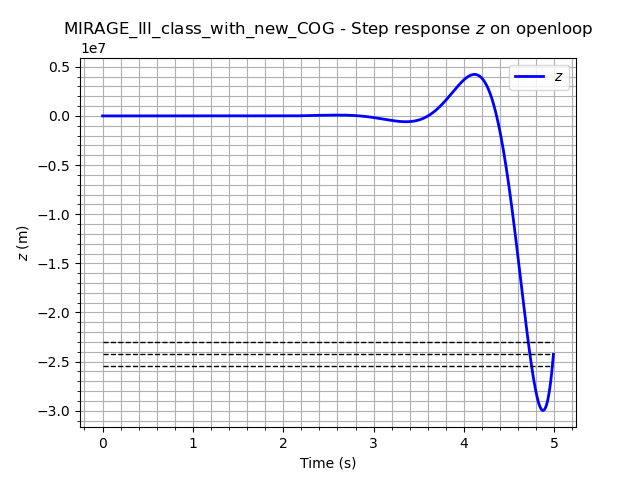 MIRAGE_III_class_with_new_COG - Step response z on openloop
1e7
z
0.5
0.0
−0.5
−1.0
−1.5
−2.0
−2.5
−3.0
z (m)
0 1 2 3 4 5
Time (s)